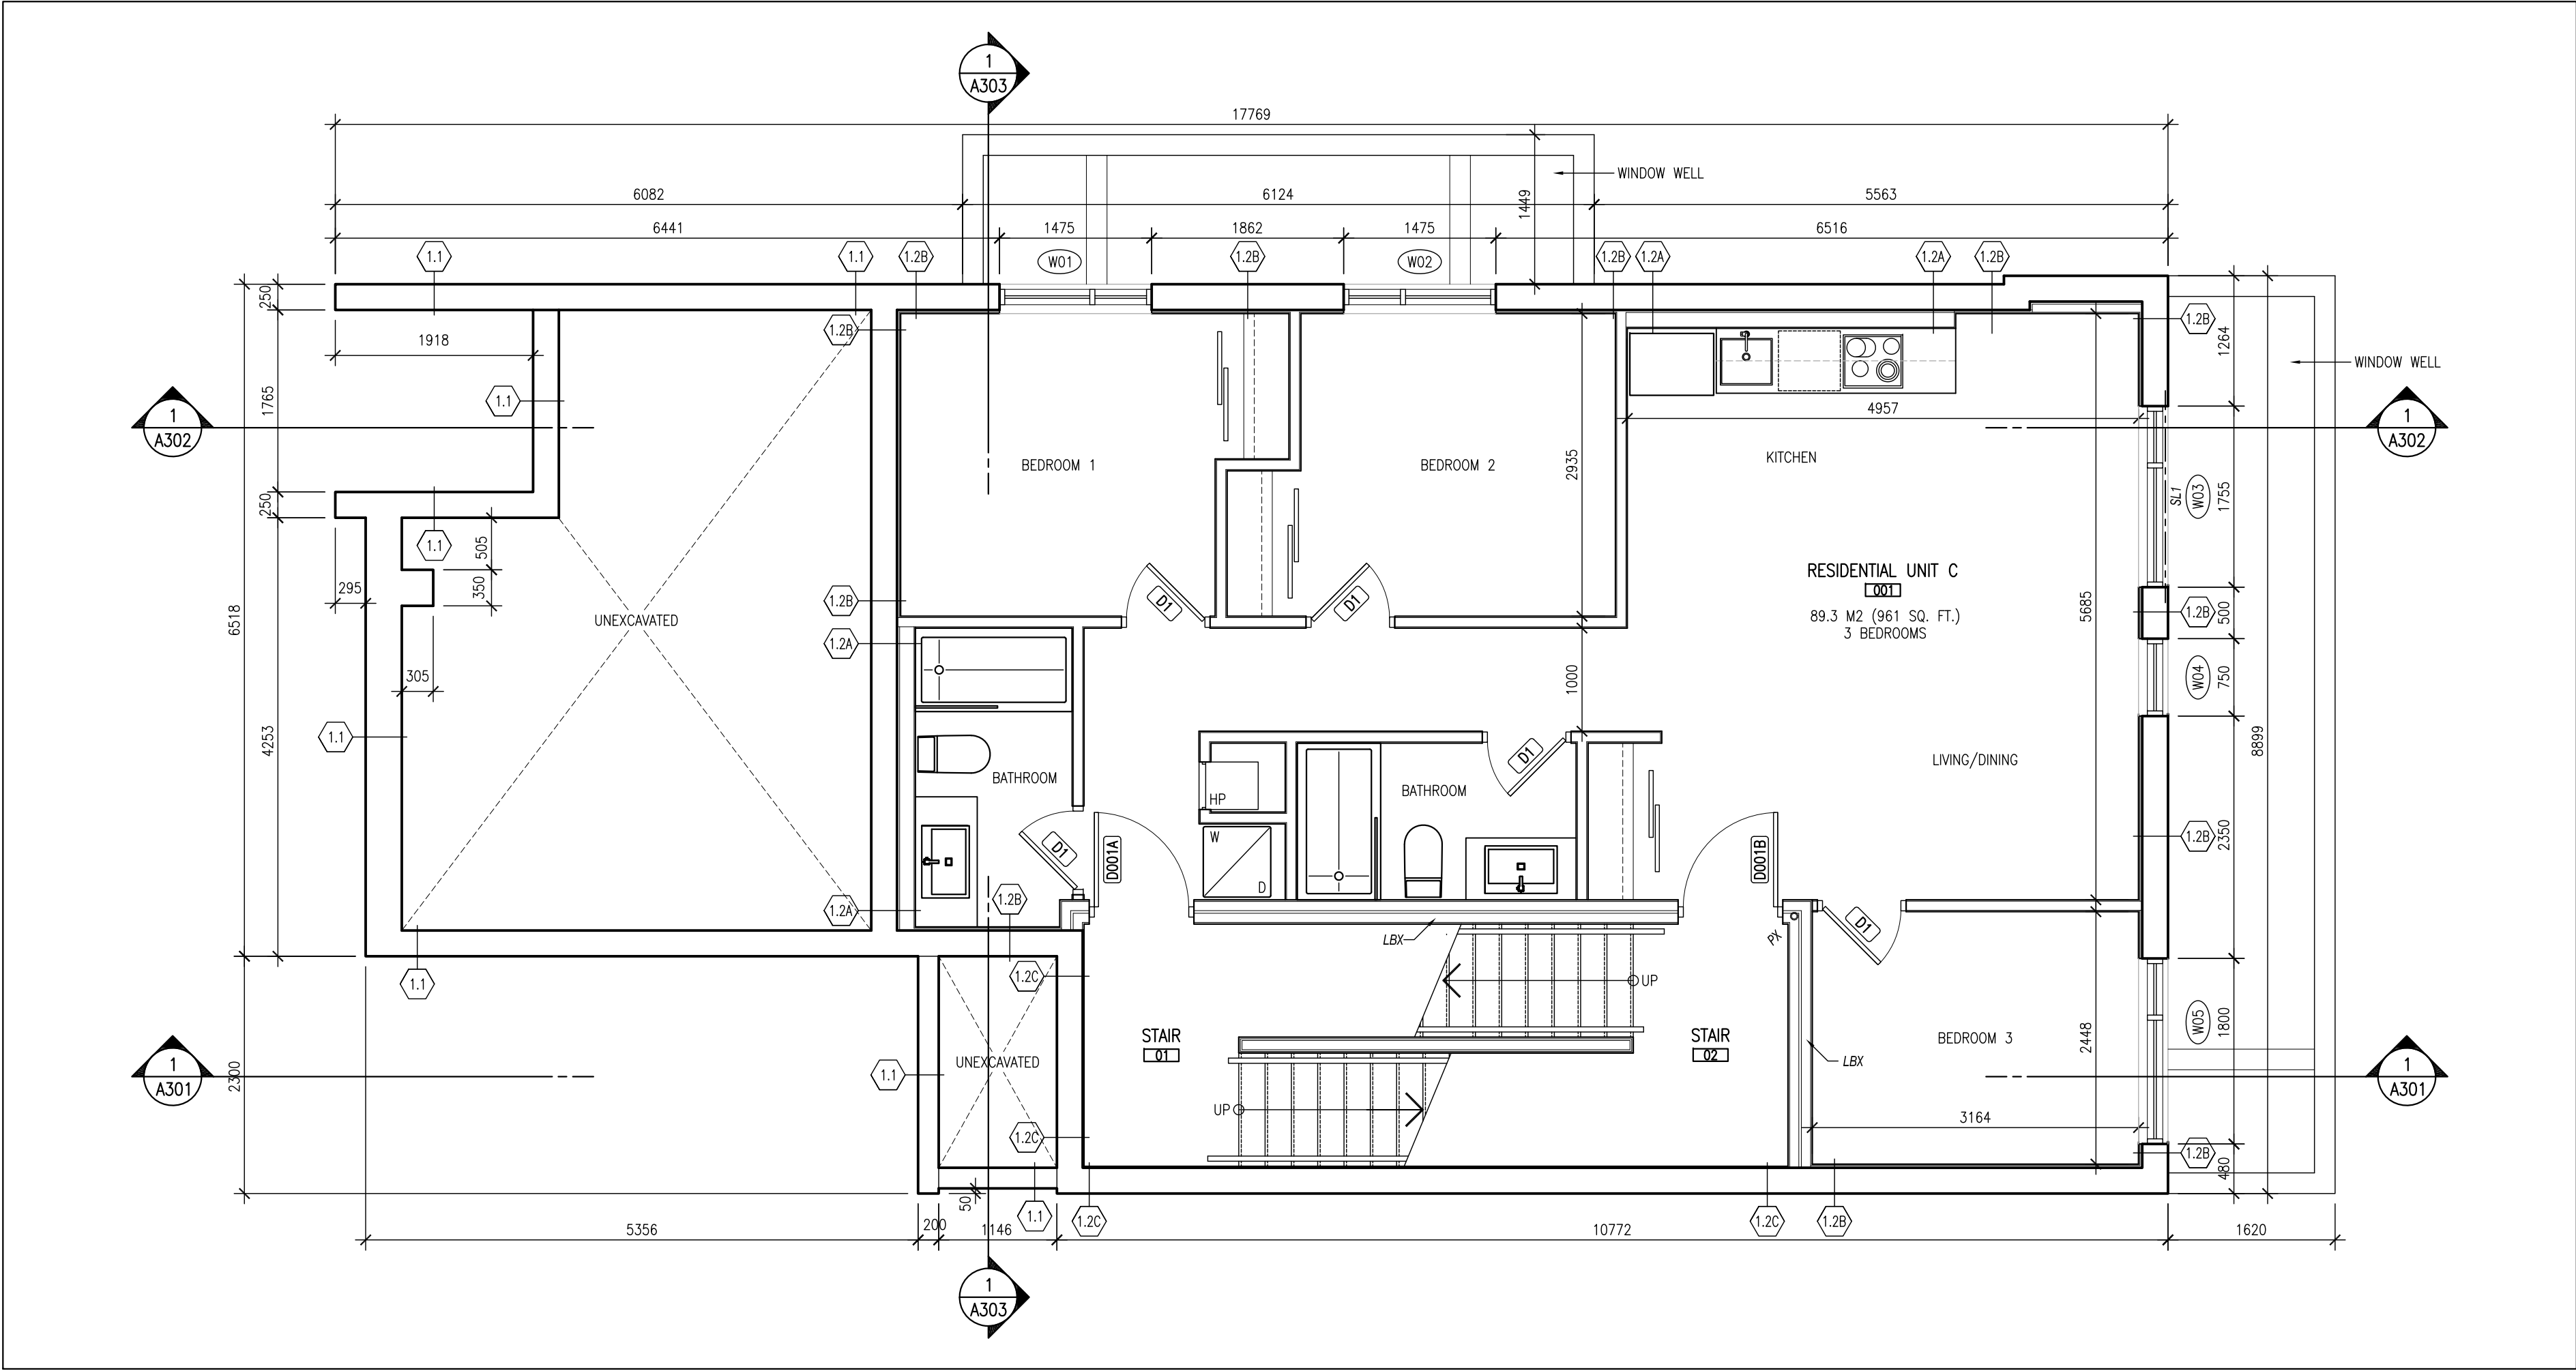 1
A303
17769
WINDOW WELL
6082
6124
5563
1449
6441
1475
1862
1475
6516
1.1
1.1
1.2B
W01
1.2B
W02
1.2B
1.2A
1.2A
1.2B
250
1.2B
1.2B
1264
1918
WINDOW WELL
1765
1.1
1
A302
4957
1
A302
BEDROOM 1
BEDROOM 2
2935
KITCHEN
SL1
W03
1755
250
1.1
505
350
295
RESIDENTIAL UNIT C
001
89.3 M2 (961 SQ. FT.)
3 BEDROOMS
5685
1.2B
500
6518
UNEXCAVATED
1.2B
D1
D1
1.2A
305
1000
W04
750
4253
1.1
BATHROOM
D1
LIVING/DINING
8899
HP
BATHROOM
W
D
D1
D001A
D001B
1.2B
2350
1.2A
1.2B
D1
LBX
PX
1.1
1.2C
UP
STAIR
01
STAIR
02
BEDROOM 3
2448
W05
1800
UNEXCAVATED
LBX
1
A301
2300
1.1
1
A301
UP
3164
1.2C
1.2B
480
50
1.1
1.2C
1.2C
1.2B
5356
200
1146
10772
1620
1
A303